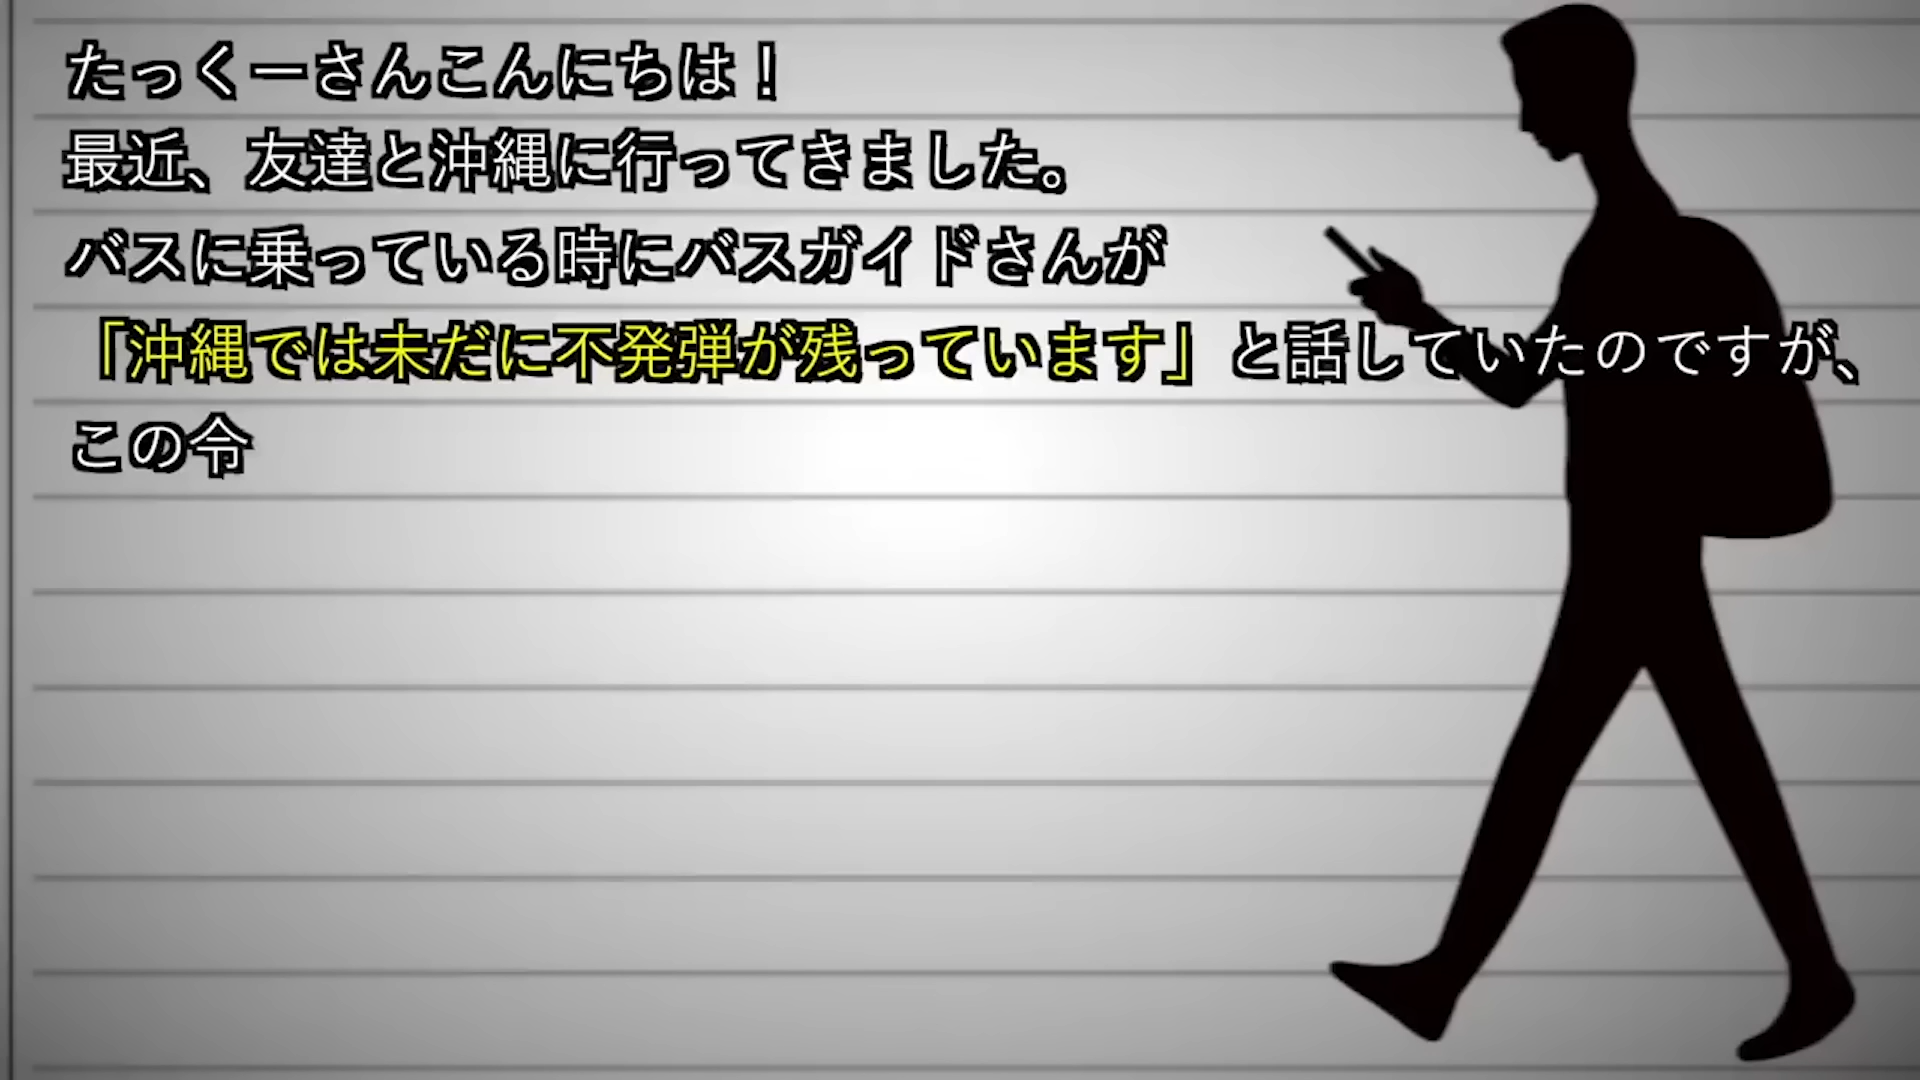 たっくーさんこんにちは！
最近、友達と沖縄に行ってきました。
バスに乗っている時にバスガイドさんが
「沖縄では未だに不発弾が残っています」と話していたのですが、
この令